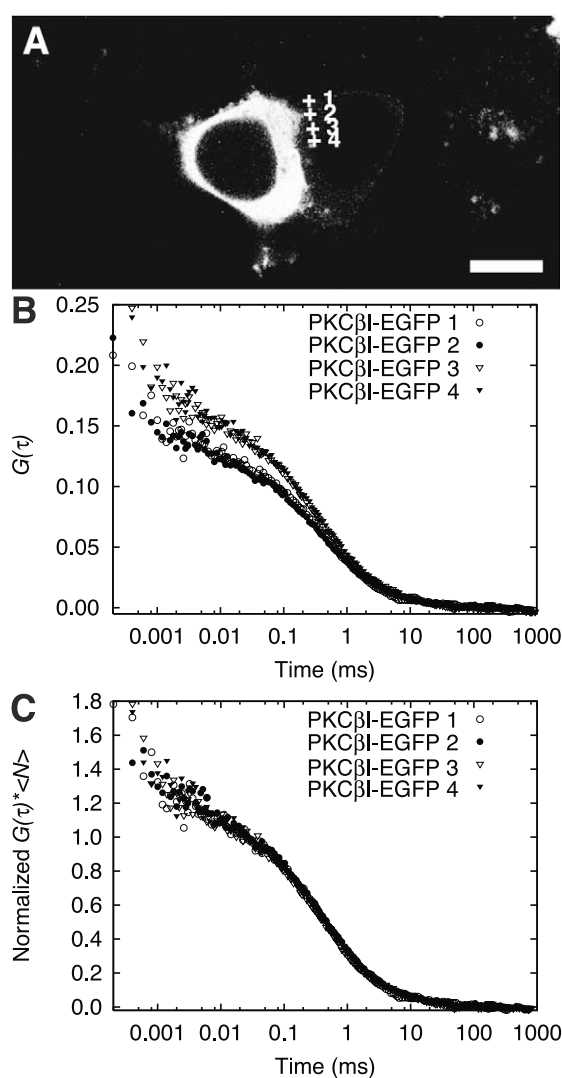 A
+ 1
+ 2
+ 3
+ 4
B
0.25
0.20
0.15
0.10
0.05
0.00
G(τ)
PKCβI-EGFP 1 ○
PKCβI-EGFP 2 •
PKCβI-EGFP 3 ▿
PKCβI-EGFP 4 ▾
0.001 0.01 0.1 1 10 100 1000
Time (ms)
C
1.8
1.6
1.4
1.2
1.0
0.8
0.6
0.4
0.2
0.0
Normalized G(τ)*<N>
PKCβI-EGFP 1 ○
PKCβI-EGFP 2 •
PKCβI-EGFP 3 ▿
PKCβI-EGFP 4 ▾
0.001 0.01 0.1 1 10 100 1000
Time (ms)